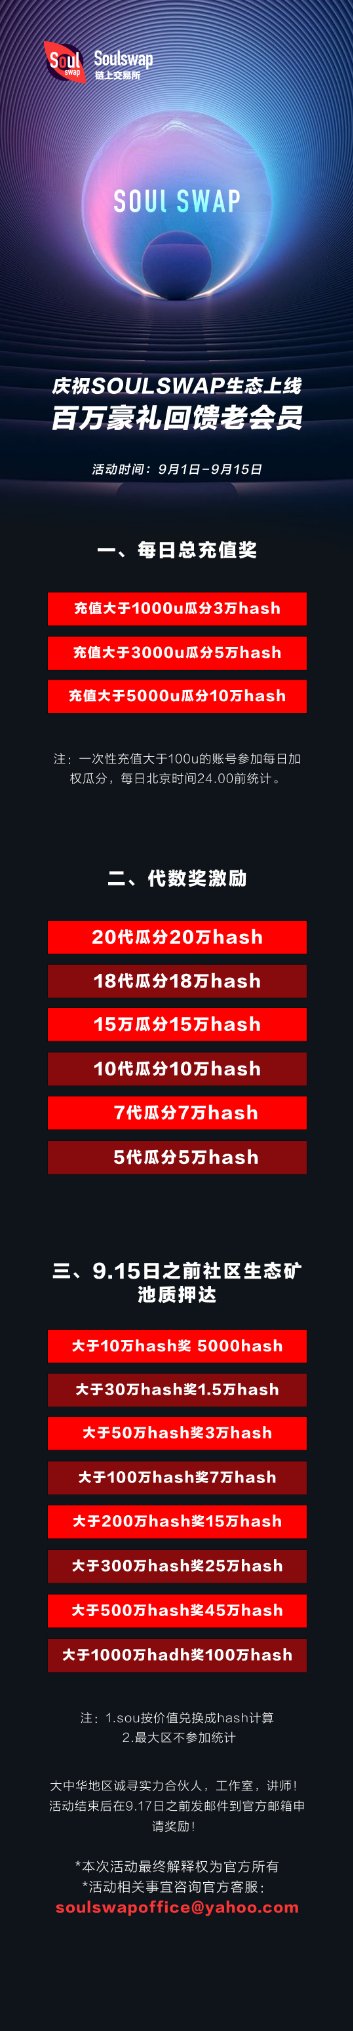 Soul
swap
Soulswap
链上交易所
SOUL SWAP
庆祝SOULSWAP生态上线
百万豪礼回馈老会员
活动时间：9月1日-9月15日
一、每日总充值奖
充值大于1000u瓜分3万hash
充值大于3000u瓜分5万hash
充值大于5000u瓜分10万hash
注：一次性充值大于100u的账号参加每日加
权瓜分，每日北京时间24.00前统计。
二、代数奖激励
20代瓜分20万hash
18代瓜分18万hash
15万瓜分15万hash
10代瓜分10万hash
7代瓜分7万hash
5代瓜分5万hash
三、9.15日之前社区生态矿
池质押达
大于10万hash奖 5000hash
大于30万hash奖1.5万hash
大于50万hash奖3万hash
大于100万hash奖7万hash
大于200万hash奖15万hash
大于300万hash奖25万hash
大于500万hash奖45万hash
大于1000万hadh奖100万hash
注：1.sou按价值兑换成hash计算
2.最大区不参加统计
大中华地区诚寻实力合伙人，工作室，讲师！
活动结束后在9.17日之前发邮件到官方邮箱申
请奖励！
*本次活动最终解释权为官方所有
*活动相关事宜咨询官方客服：
soulswapoffice@yahoo.com